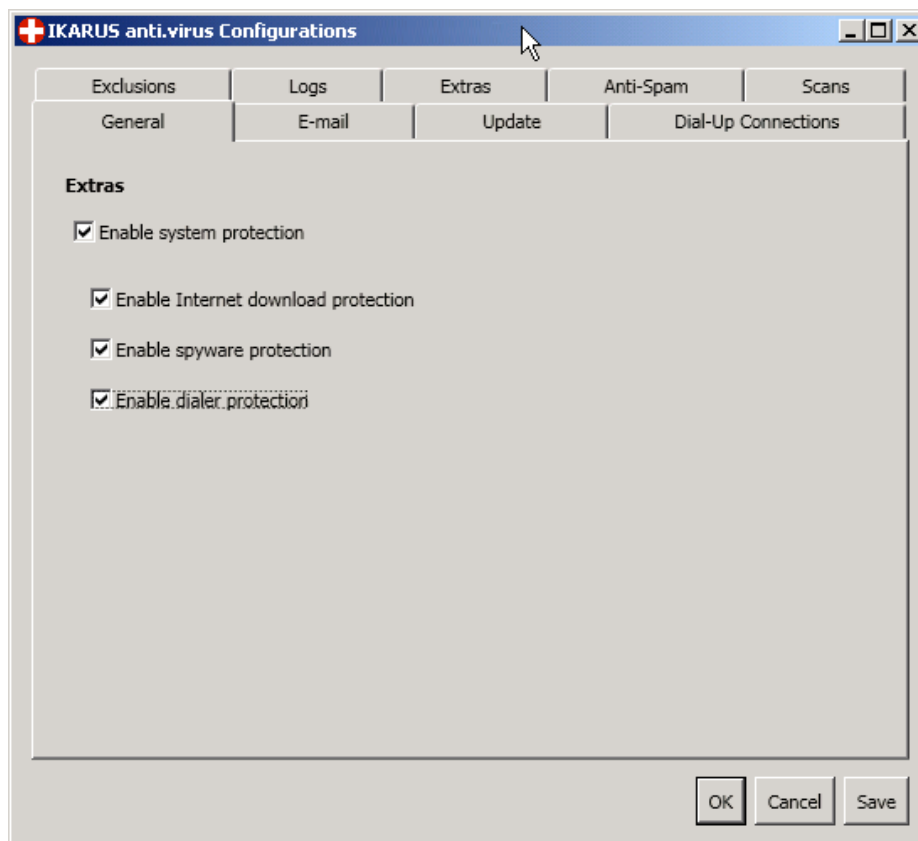 IKARUS anti.virus Configurations
Exclusions Logs Extras Anti-Spam Scans
General E-mail Update Dial-Up Connections
Extras
Enable system protection
Enable Internet download protection
Enable spyware protection
Enable dialer protection
OK Cancel Save